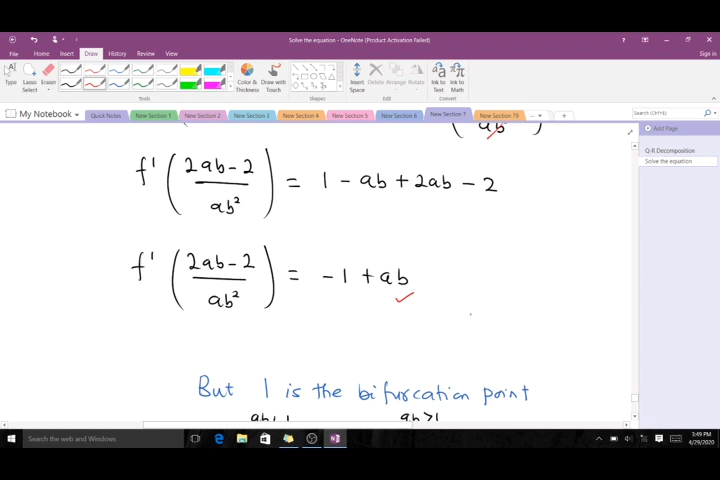 Solve the equation - OneNote (Product Activation Failed)
File Home Insert Draw History Review View
Sign in
Type Lasso Select Eraser Color & Thickness Draw with Touch Shapes Insert Space Delete Arrange Rotate Ink to Text Ink to Math
Tools Shapes Edit Convert
My Notebook Quick Notes New Section 1 New Section 2 New Section 3 New Section 4 New Section 5 New Section 6 New Section 7 New Section 79
Search (Ctrl+E)
Add Page
Q-R Decomposition
Solve the equation
ab
f' ( 2ab - 2 / ab² ) = 1 - ab + 2ab - 2
f' ( 2ab - 2 / ab² ) = -1 + ab ✓
But 1 is the bifurcation point
ab>1
Search the web and Windows
3:49 PM
4/29/2020